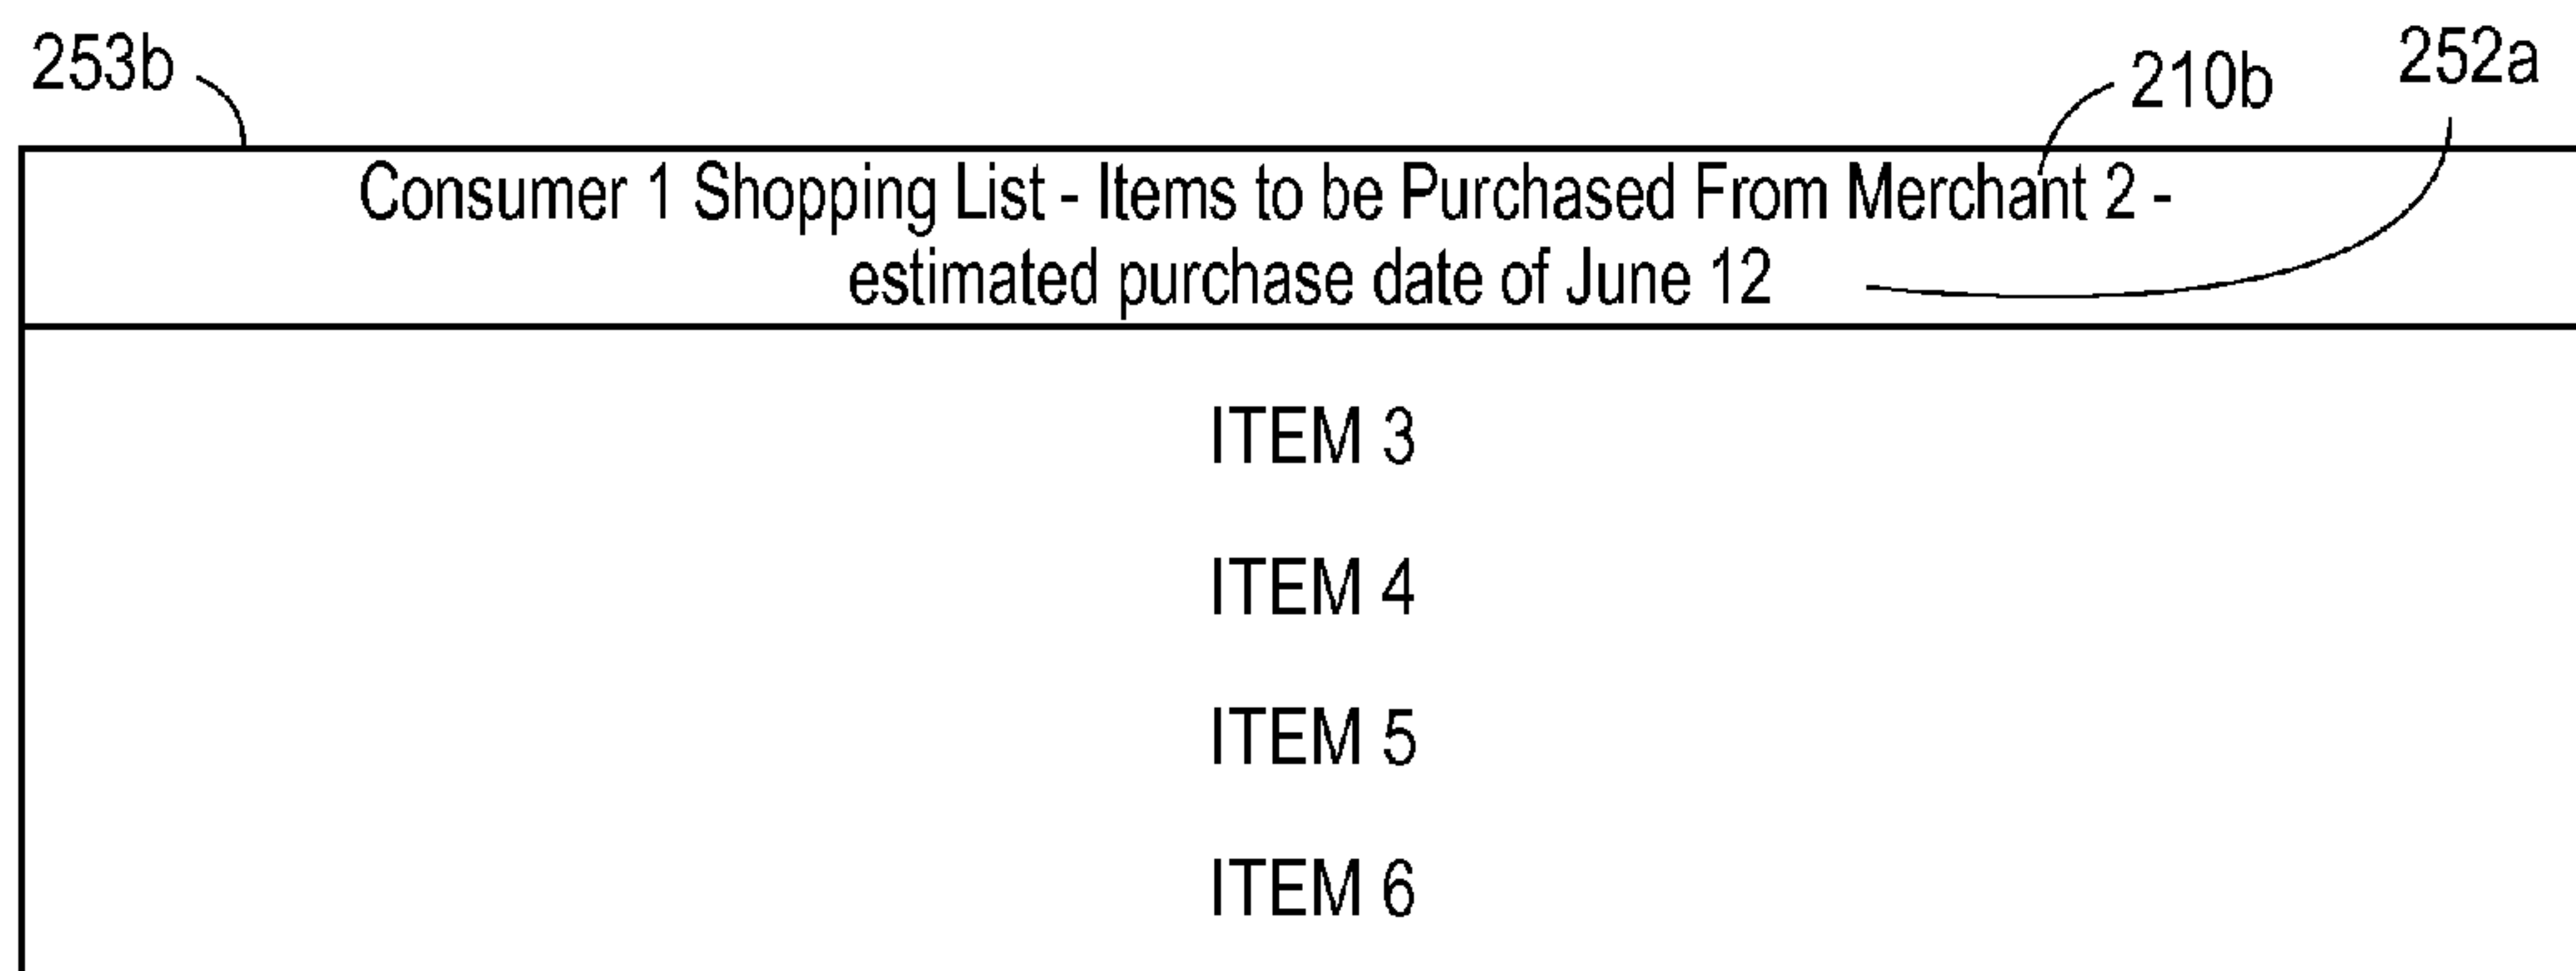 253b
210b
252a
Consumer 1 Shopping List - Items to be Purchased From Merchant 2 -
estimated purchase date of June 12
ITEM 3
ITEM 4
ITEM 5
ITEM 6